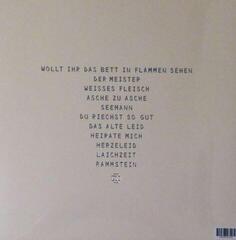 WOLLT IHR DAS BETT IN FLAMMEN SEHEN
DER MEISTER
WEISSES FLEISCH
ASCHE ZU ASCHE
SEEMANN
DU RIECHST SO GUT
DAS ALTE LEID
HEIRATE MICH
HERZELEID
LAICHZEIT
RAMMSTEIN